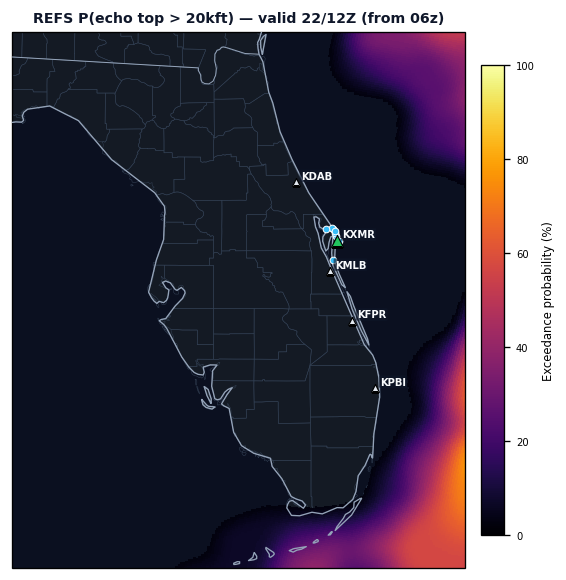 REFS P(echo top > 20kft) — valid 22/12Z (from 06z)
KDAB
KXMR
KMLB
KFPR
KPBI
100
80
60
40
20
0
Exceedance probability (%)